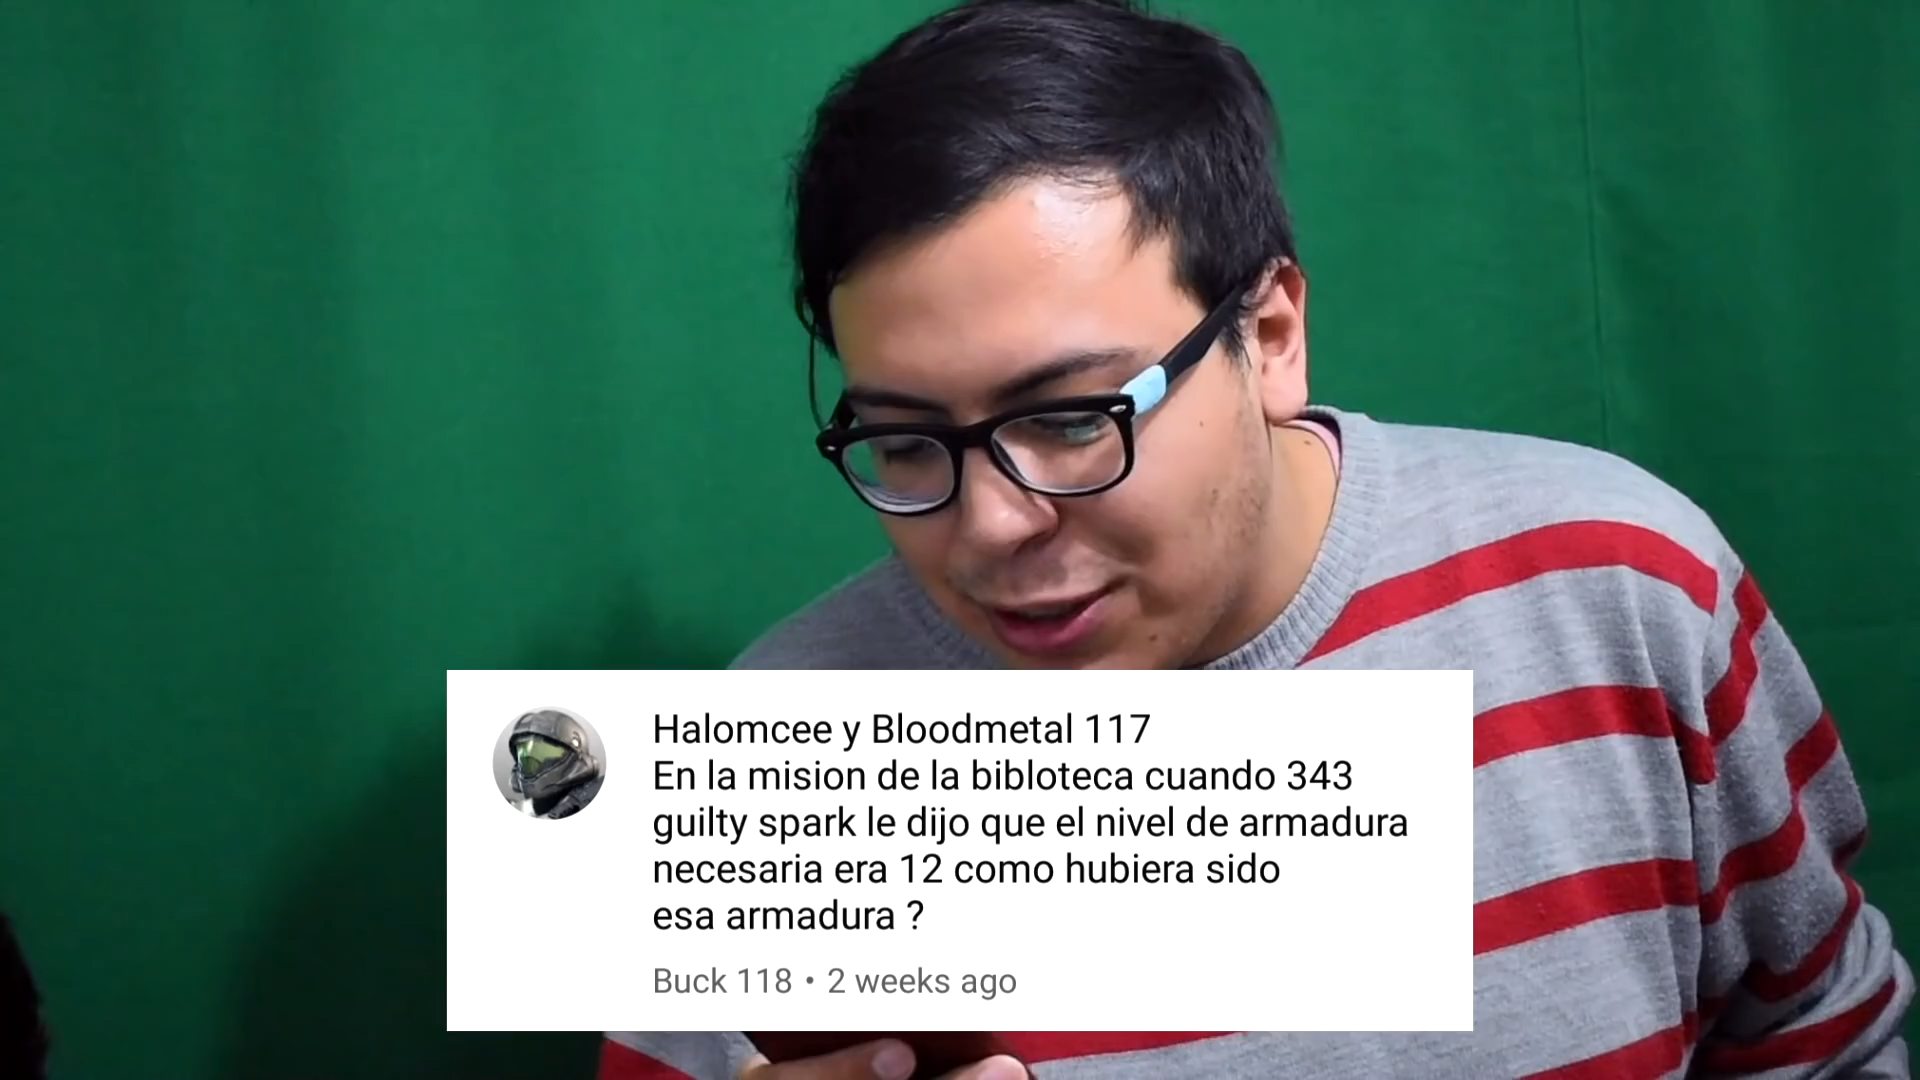 Halomcee y Bloodmetal 117
En la mision de la bibloteca cuando 343
guilty spark le dijo que el nivel de armadura
necesaria era 12 como hubiera sido
esa armadura ?
Buck 118 • 2 weeks ago